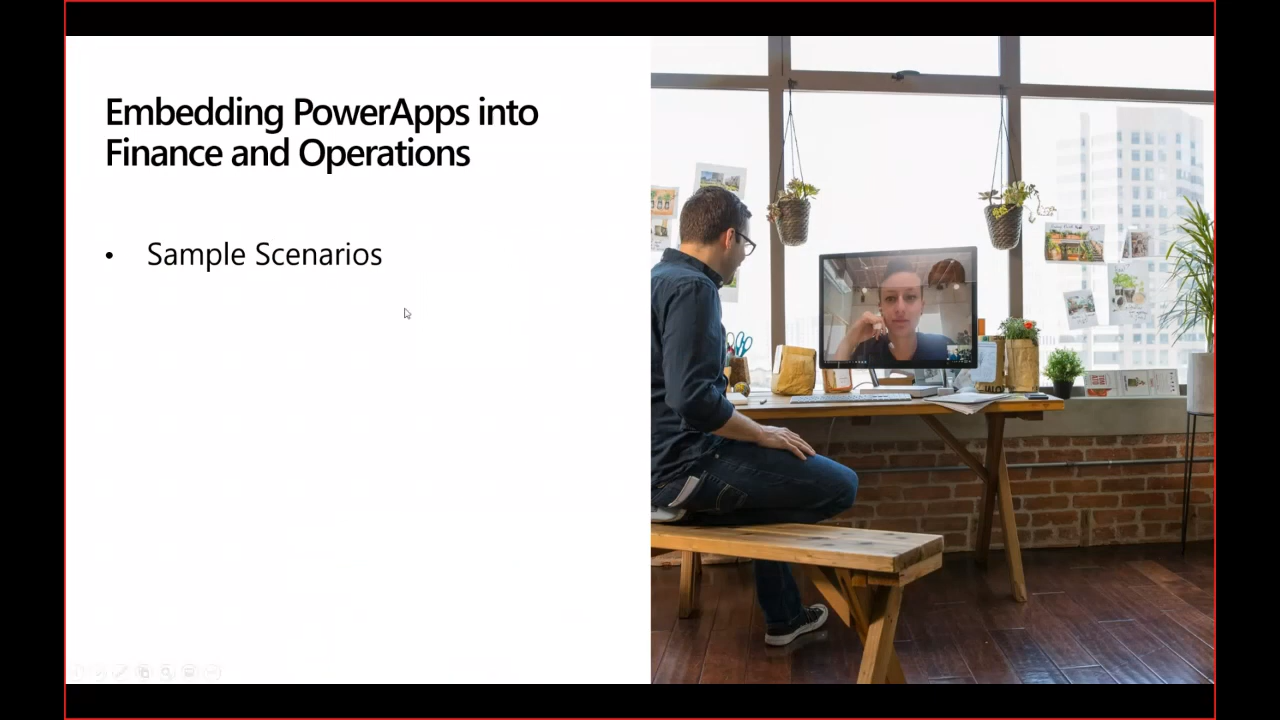 Embedding PowerApps into
Finance and Operations
• Sample Scenarios